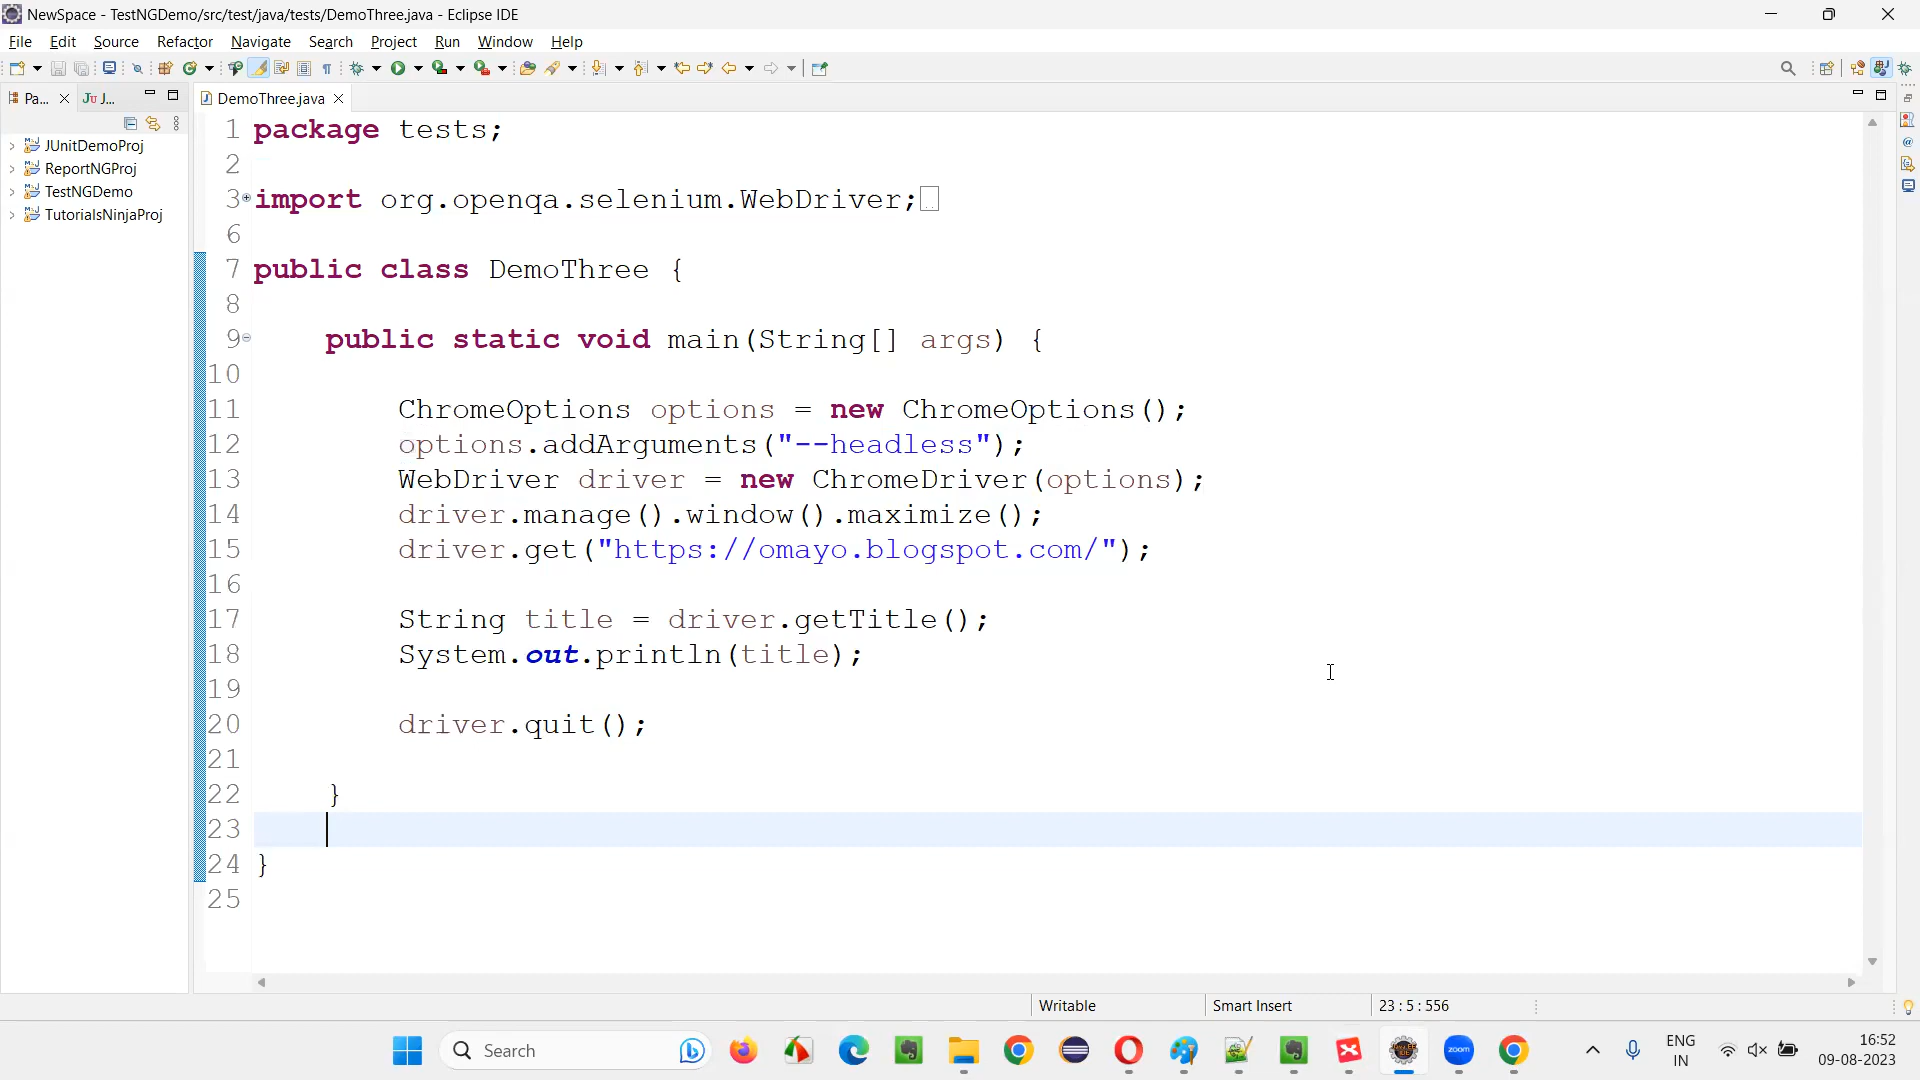 NewSpace - TestNGDemo/src/test/java/tests/DemoThree.java - Eclipse IDE
File Edit Source Refactor Navigate Search Project Run Window Help
Pa... J...
DemoThree.java
JUnitDemoProj
ReportNGProj
TestNGDemo
TutorialsNinjaProj
1 package tests;
2
3 import org.openqa.selenium.WebDriver;
6
7 public class DemoThree {
8
9 public static void main(String[] args) {
10
11 ChromeOptions options = new ChromeOptions();
12 options.addArguments("--headless");
13 WebDriver driver = new ChromeDriver(options);
14 driver.manage().window().maximize();
15 driver.get("https://omayo.blogspot.com/");
16
17 String title = driver.getTitle();
18 System.out.println(title);
19
20 driver.quit();
21
22 }
23
24 }
25
Writable Smart Insert 23 : 5 : 556
Search
zoom
ENG
IN
16:52
09-08-2023